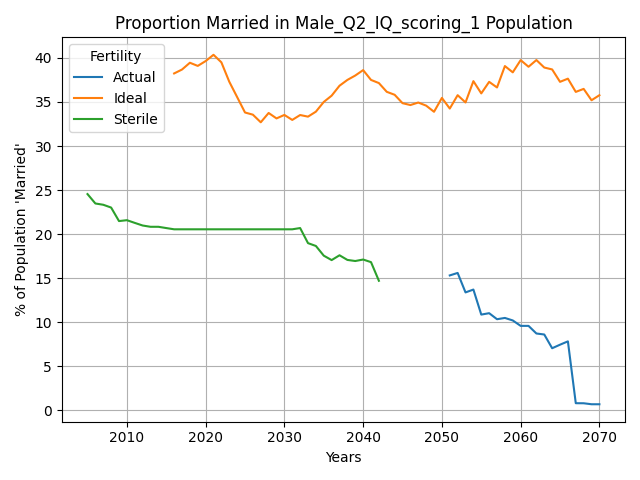 Proportion Married in Male_Q2_IQ_scoring_1 Population
Fertility
Actual
Ideal
Sterile
% of Population 'Married'
40
35
30
25
20
15
10
5
0
2010 2020 2030 2040 2050 2060 2070
Years